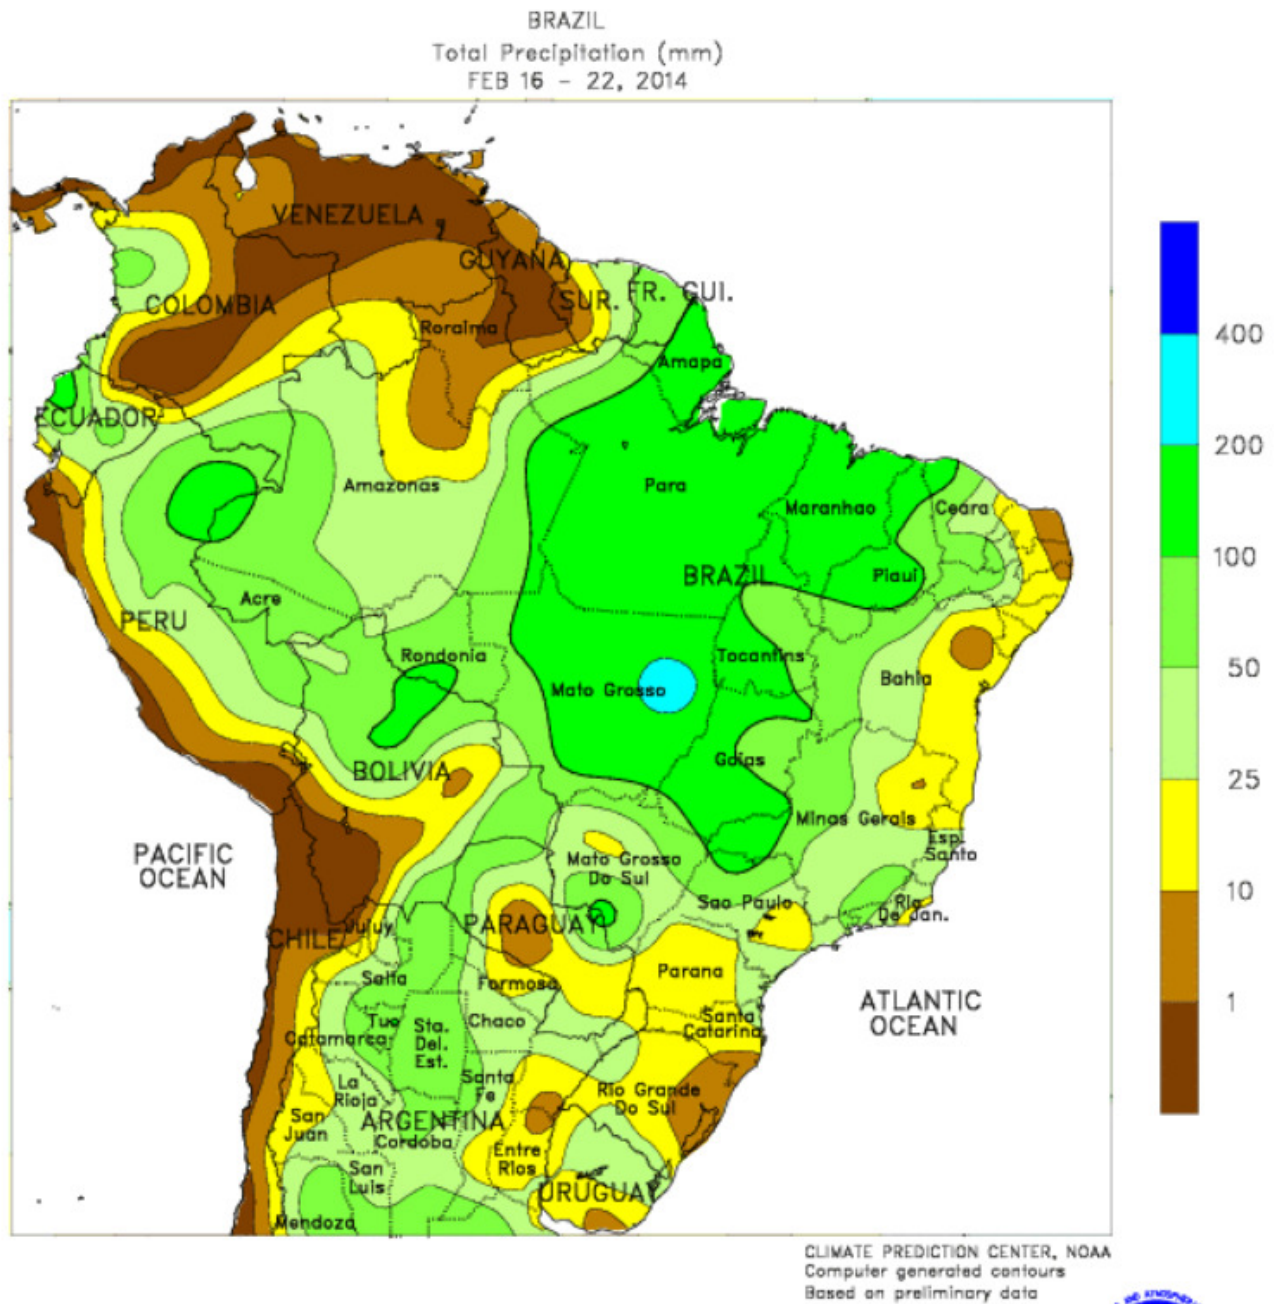 BRAZIL
Total Precipitation (mm)
FEB 16 - 22, 2014
VENEZUELA
GUYANA
COLOMBIA
SUR.
FR. GUI.
Roraima
Amapa
ECUADOR
Amazonas
Para
Maranhao
Ceara
BRAZIL
Piaui
Acre
PERU
Rondonia
Tocantins
Mato Grosso
Bahia
BOLIVIA
Goias
Minas Gerais
Esp.
Santo
PACIFIC
OCEAN
Mato Grosso
Do Sul
Sao Paulo
Rio
De Jan.
PARAGUAY
CHILE
Jujuy
Salta
Formosa
Parana
ATLANTIC
OCEAN
Tuc
Chaco
Santa
Catarina
Catamarca
Sta.
Del.
Est.
La
Rioja
Santa
Fe
Rio Grande
Do Sul
San
Juan
ARGENTINA
Cordoba
Entre
Rios
San
Luis
URUGUAY
Mendoza
400
200
100
50
25
10
1
CLIMATE PREDICTION CENTER, NOAA
Computer generated contours
Based on preliminary data